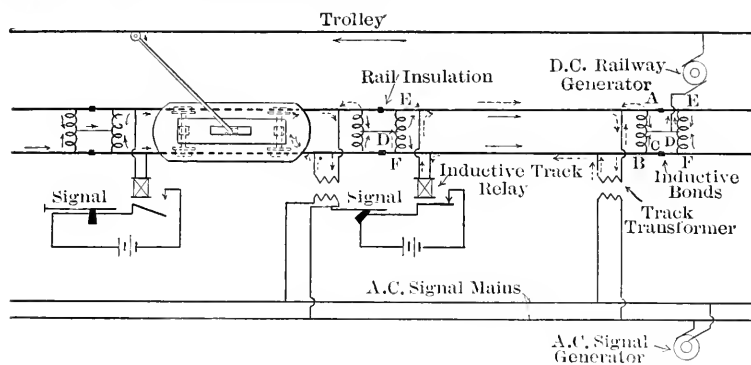 Trolley
D.C. Railway
Generator
Rail Insulation
E
A
E
D
C
D
F
B
F
Inductive Track
Relay
Inductive
Bonds
Signal
Signal
Track
Transformer
A.C. Signal Mains
A.C. Signal
Generator